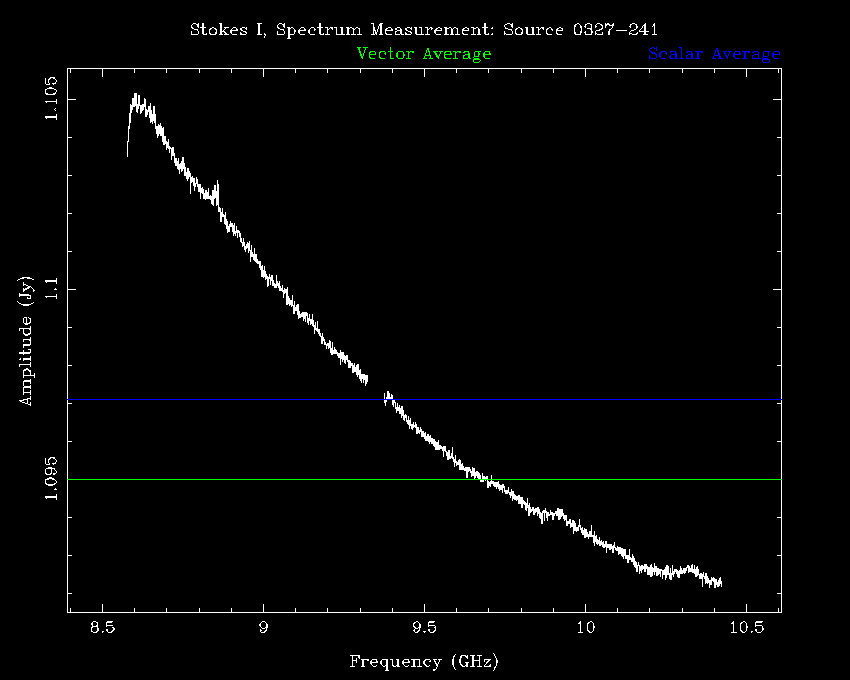 Stokes I, Spectrum Measurement: Source 0327-241
Vector Average Scalar Average
1.105
1.1
1.095
Amplitude (Jy)
8.5 9 9.5 10 10.5
Frequency (GHz)